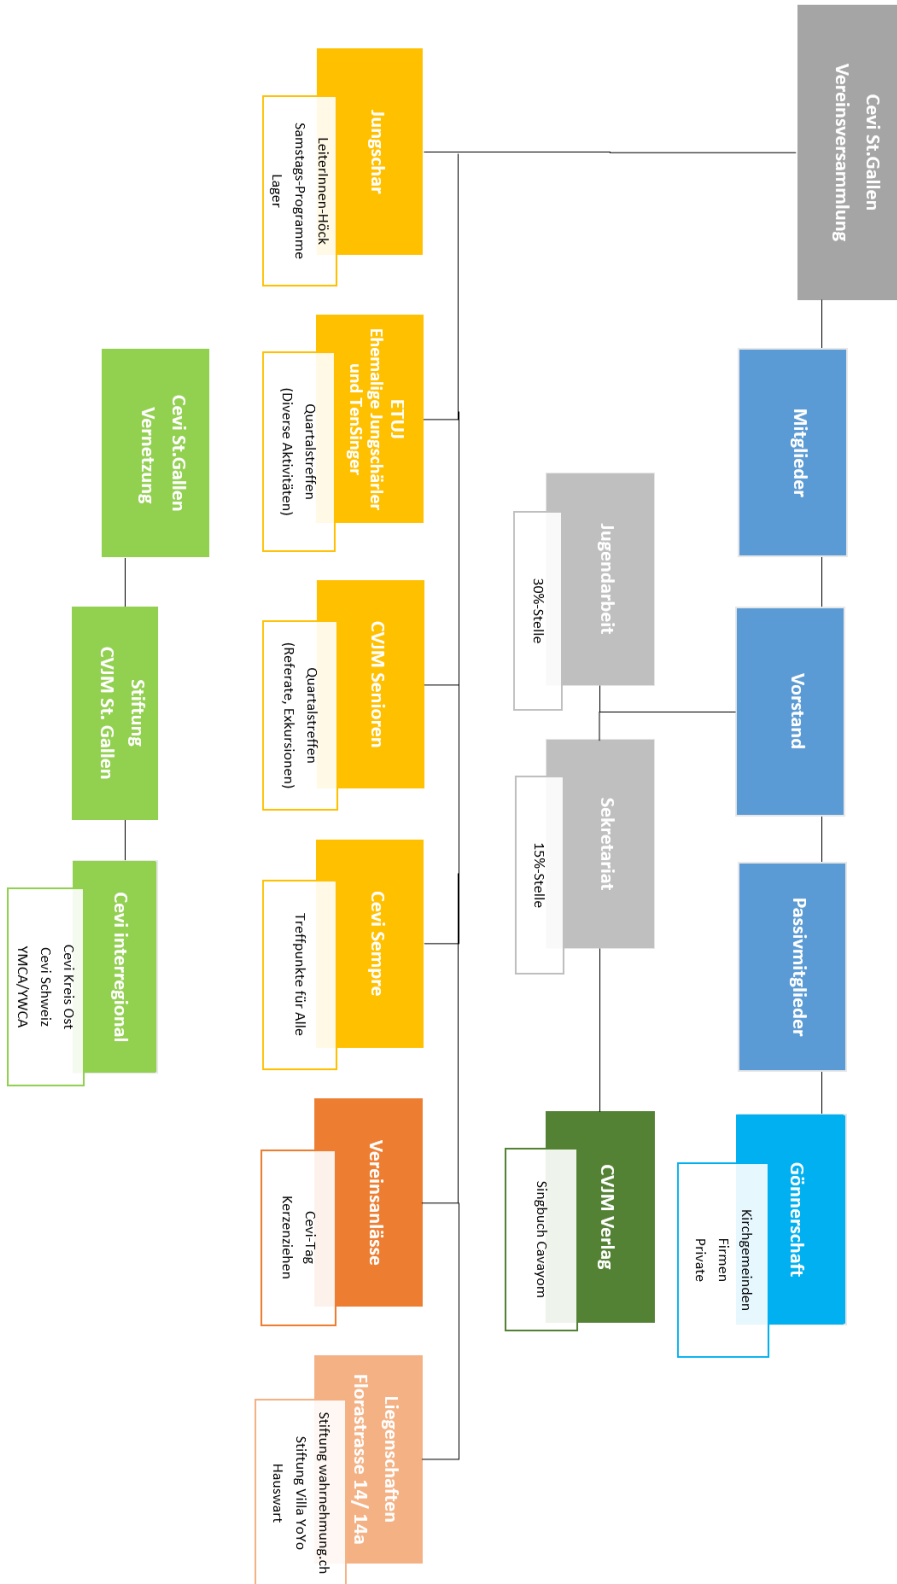 Cevi St.Gallen
Vereinsversammlung
Mitglieder
Vorstand
Passivmitglieder
Gönnerschaft
Kirchgemeinden
Firmen
Private
Jugendarbeit
30%-Stelle
Sekretariat
15%-Stelle
CVJM Verlag
Singbuch Cavayom
Jungschar
LeiterInnen-Höck
Samstags-Programme
Lager
ETUJ
Ehemalige Jungschärler
und TenSinger
Quartalstreffen
(Diverse Aktivitäten)
CVJM Senioren
Quartalstreffen
(Referate, Exkursionen)
Cevi Sempre
Treffpunkte für Alle
Vereinsanlässe
Cevi-Tag
Kerzenziehen
Liegenschaften
Florastrasse 14/ 14a
Stiftung wahrnehmung.ch
Stiftung Villa YoYo
Hauswart
Cevi St.Gallen
Vernetzung
Stiftung
CVJM St. Gallen
Cevi interregional
Cevi Kreis Ost
Cevi Schweiz
YMCA/YWCA